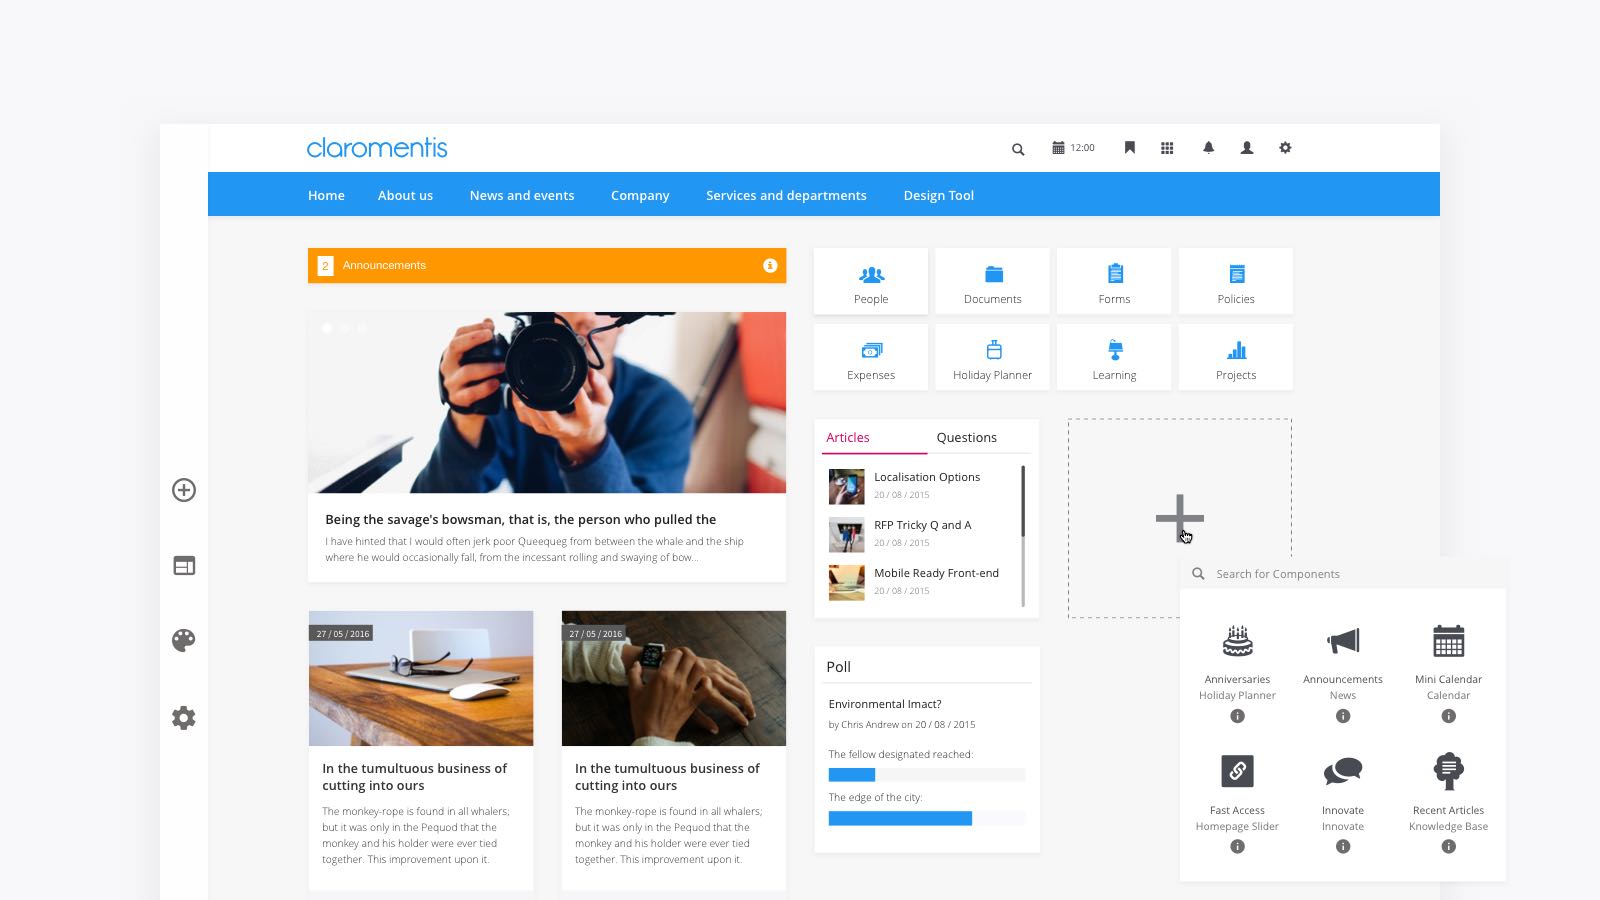 claromentis
12:00
Home About us News and events Company Services and departments Design Tool
2 Announcements
People Documents Forms Policies
Expenses Holiday Planner Learning Projects
Being the savage's bowsman, that is, the person who pulled the
I have hinted that I would often jerk poor Queequeg from between the whale and the ship
where he would occasionally fall, from the incessant rolling and swaying of bow...
27 / 05 / 2016
In the tumultuous business of
cutting into ours
The monkey-rope is found in all whalers;
but it was only in the Pequod that the
monkey and his holder were ever tied
together. This improvement upon it.
27 / 05 / 2016
In the tumultuous business of
cutting into ours
The monkey-rope is found in all whalers;
but it was only in the Pequod that the
monkey and his holder were ever tied
together. This improvement upon it.
Articles Questions
Localisation Options
20 / 08 / 2015
RFP Tricky Q and A
20 / 08 / 2015
Mobile Ready Front-end
20 / 08 / 2015
Poll
Environmental Imact?
by Chris Andrew on 20 / 08 / 2015
The fellow designated reached:
The edge of the city:
Search for Components
Anniversaries
Holiday Planner
Announcements
News
Mini Calendar
Calendar
Fast Access
Homepage Slider
Innovate
Innovate
Recent Articles
Knowledge Base